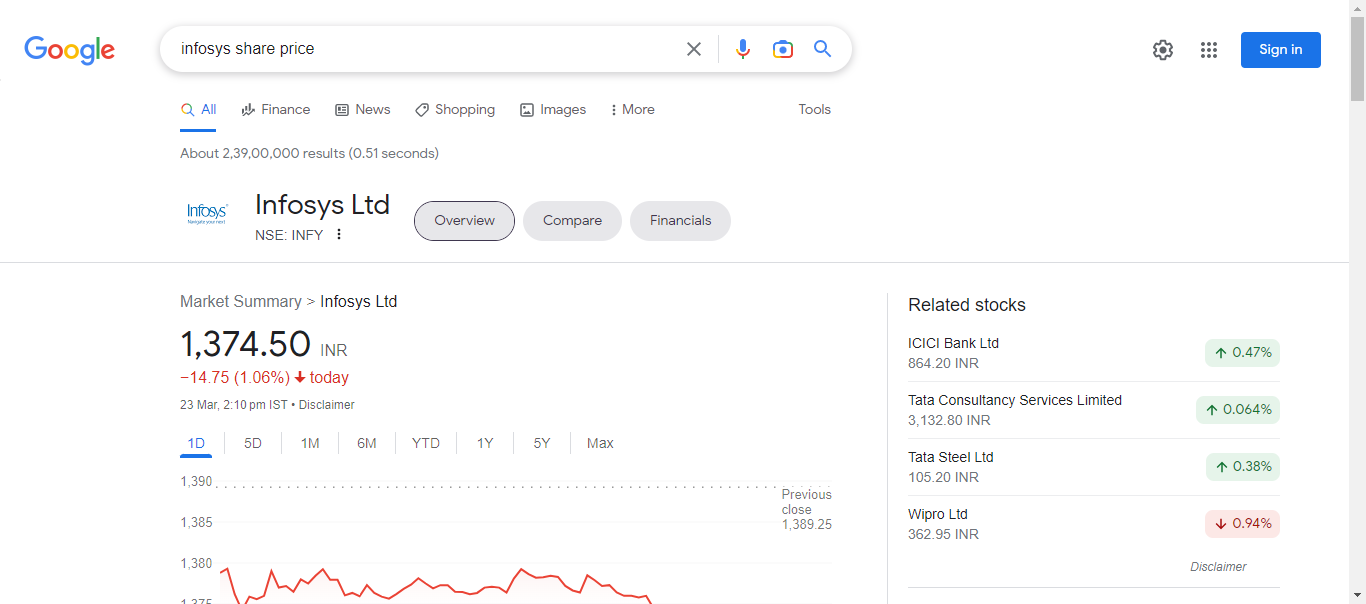 Google
infosys share price
Sign in
All Finance News Shopping Images More Tools
About 2,39,00,000 results (0.51 seconds)
Infosys
Navigate your next
Infosys Ltd
NSE: INFY
Overview Compare Financials
Market Summary > Infosys Ltd
1,374.50 INR
−14.75 (1.06%) today
23 Mar, 2:10 pm IST • Disclaimer
1D 5D 1M 6M YTD 1Y 5Y Max
1,390
1,385
1,380
1,375
Previous
close
1,389.25
Related stocks
ICICI Bank Ltd
864.20 INR
0.47%
Tata Consultancy Services Limited
3,132.80 INR
0.064%
Tata Steel Ltd
105.20 INR
0.38%
Wipro Ltd
362.95 INR
0.94%
Disclaimer